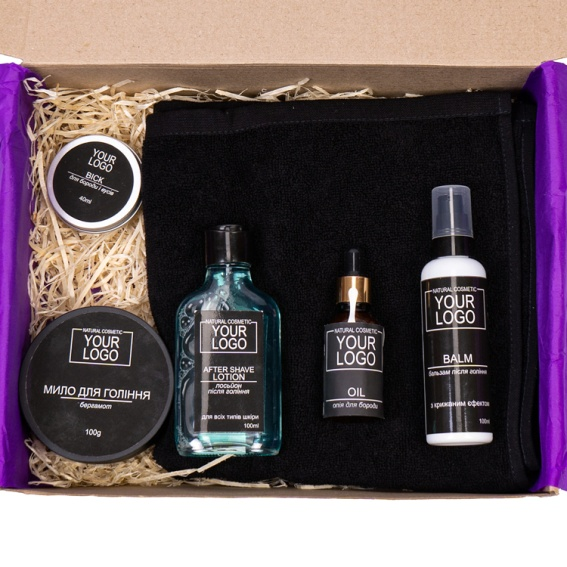 YOUR
LOGO
ВІСК
для бороди і вусів
40ml
NATURAL COSMETIC
YOUR
LOGO
МИЛО ДЛЯ ГОЛІННЯ
бергамот
100g
NATURAL COSMETIC
YOUR
LOGO
AFTER SHAVE
LOTION
лосьйон
після гоління
для всіх типів шкіри
100ml
NATURAL COSMETIC
YOUR
LOGO
OIL
олія для бороди
NATURAL COSMETIC
YOUR
LOGO
BALM
бальзам після гоління
з крижаним ефектом
100ml